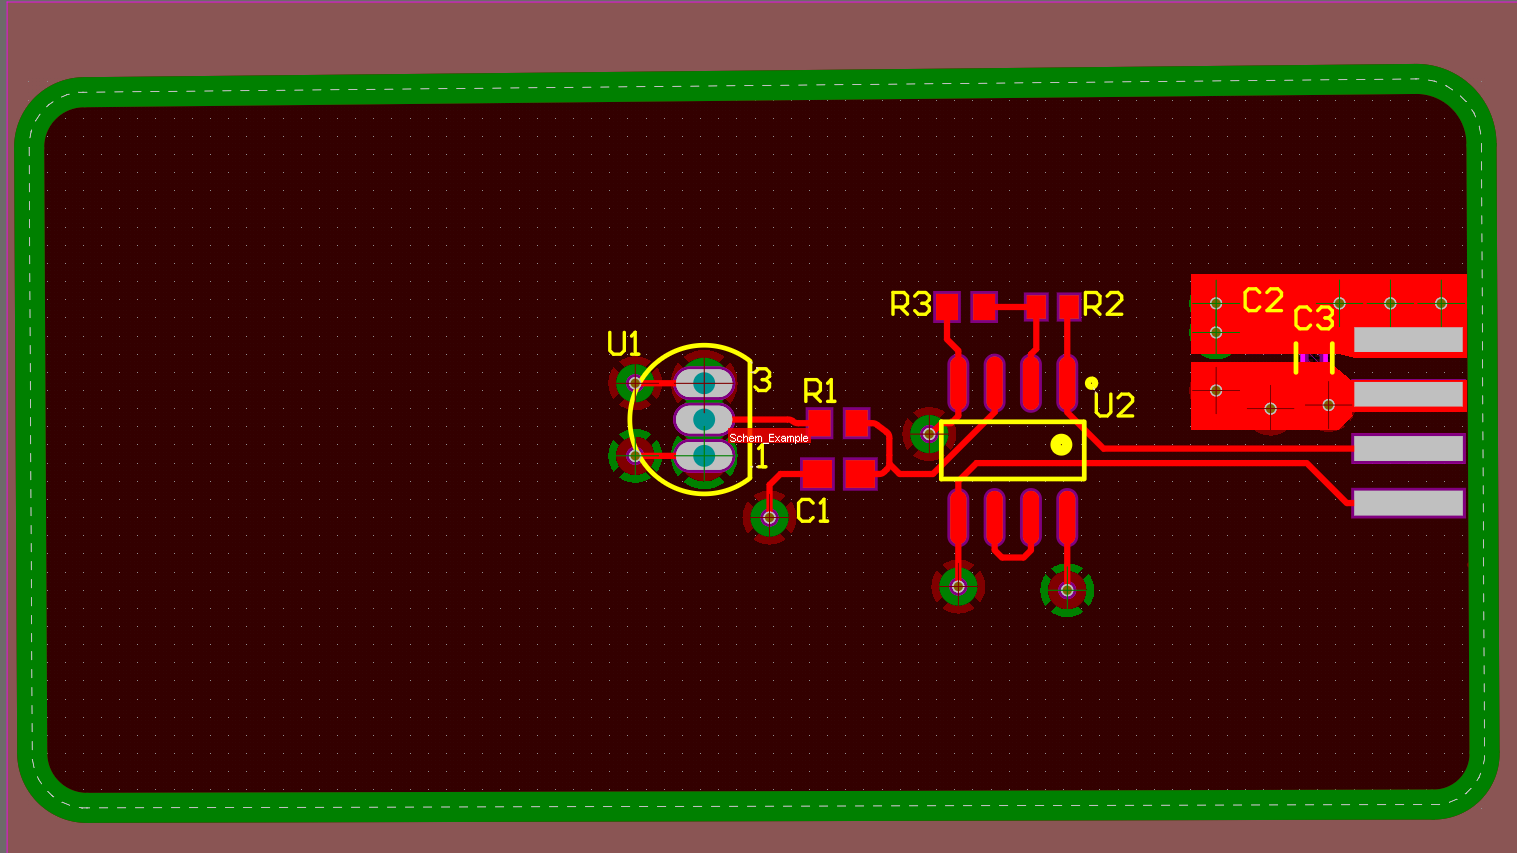 R3
R2
C2
C3
U1
3
R1
U2
Schem_Example
1
C1